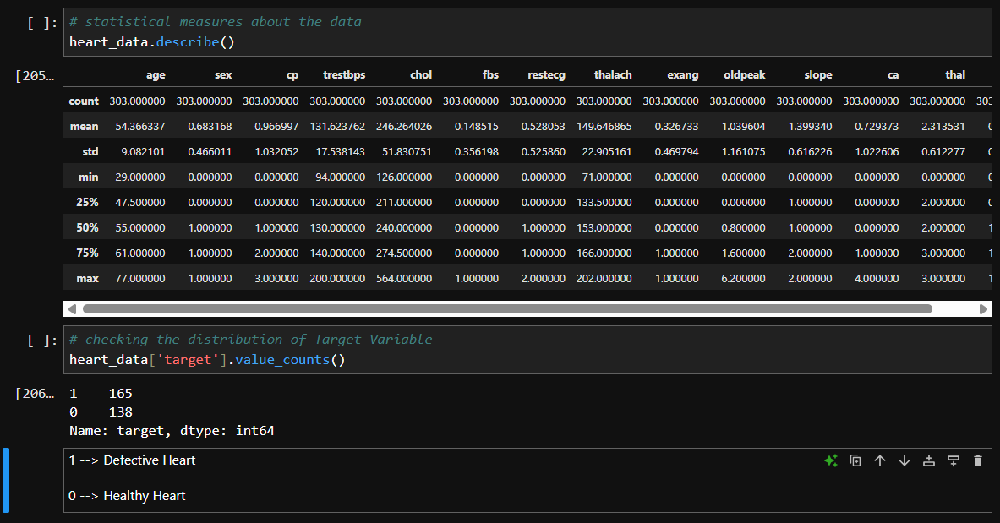 [ ]: # statistical measures about the data
heart_data.describe()
[205…
age sex cp trestbps chol fbs restecg thalach exang oldpeak slope ca thal
count 303.000000 303.000000 303.000000 303.000000 303.000000 303.000000 303.000000 303.000000 303.000000 303.000000 303.000000 303.000000 303.000000 303
mean 54.366337 0.683168 0.966997 131.623762 246.264026 0.148515 0.528053 149.646865 0.326733 1.039604 1.399340 0.729373 2.313531 0
std 9.082101 0.466011 1.032052 17.538143 51.830751 0.356198 0.525860 22.905161 0.469794 1.161075 0.616226 1.022606 0.612277 0
min 29.000000 0.000000 0.000000 94.000000 126.000000 0.000000 0.000000 71.000000 0.000000 0.000000 0.000000 0.000000 0.000000 0
25% 47.500000 0.000000 0.000000 120.000000 211.000000 0.000000 0.000000 133.500000 0.000000 0.000000 1.000000 0.000000 2.000000 0
50% 55.000000 1.000000 1.000000 130.000000 240.000000 0.000000 1.000000 153.000000 0.000000 0.800000 1.000000 0.000000 2.000000 1
75% 61.000000 1.000000 2.000000 140.000000 274.500000 0.000000 1.000000 166.000000 1.000000 1.600000 2.000000 1.000000 3.000000 1
max 77.000000 1.000000 3.000000 200.000000 564.000000 1.000000 2.000000 202.000000 1.000000 6.200000 2.000000 4.000000 3.000000 1
[ ]: # checking the distribution of Target Variable
heart_data['target'].value_counts()
[206… 1 165
0 138
Name: target, dtype: int64
1 --> Defective Heart
0 --> Healthy Heart